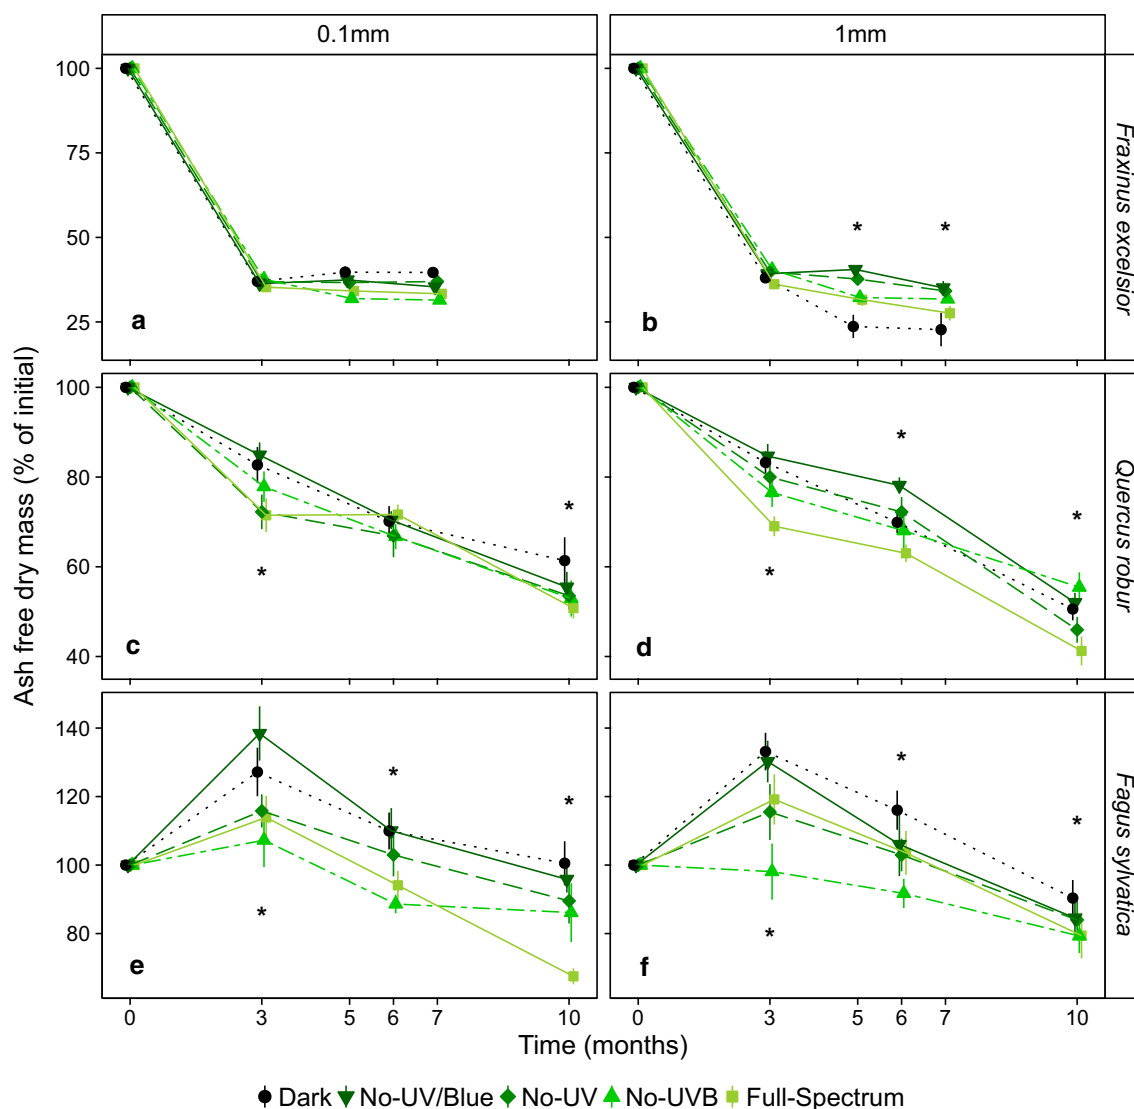 0.1mm 1mm
100
75
50
25
a
b
* *
Fraxinus excelsior
Ash free dry mass (% of initial)
100
80
60
40
c
d
* *
* * *
Quercus robur
140
120
100
80
e
f
* * *
* * *
Fagus sylvatica
0 3 5 6 7 10 0 3 5 6 7 10
Time (months)
Dark No-UV/Blue No-UV No-UVB Full-Spectrum